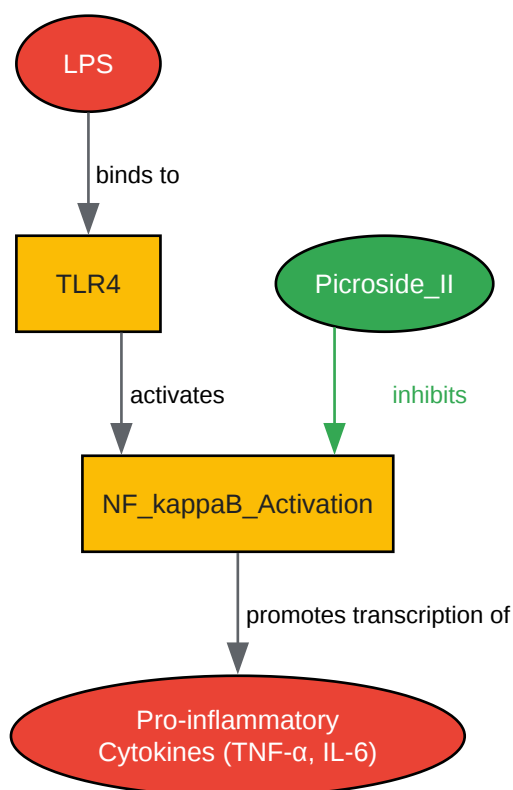 LPS
binds to
TLR4
Picroside_II
activates
inhibits
NF_kappaB_Activation
promotes transcription of
Pro-inflammatory
Cytokines (TNF-α, IL-6)